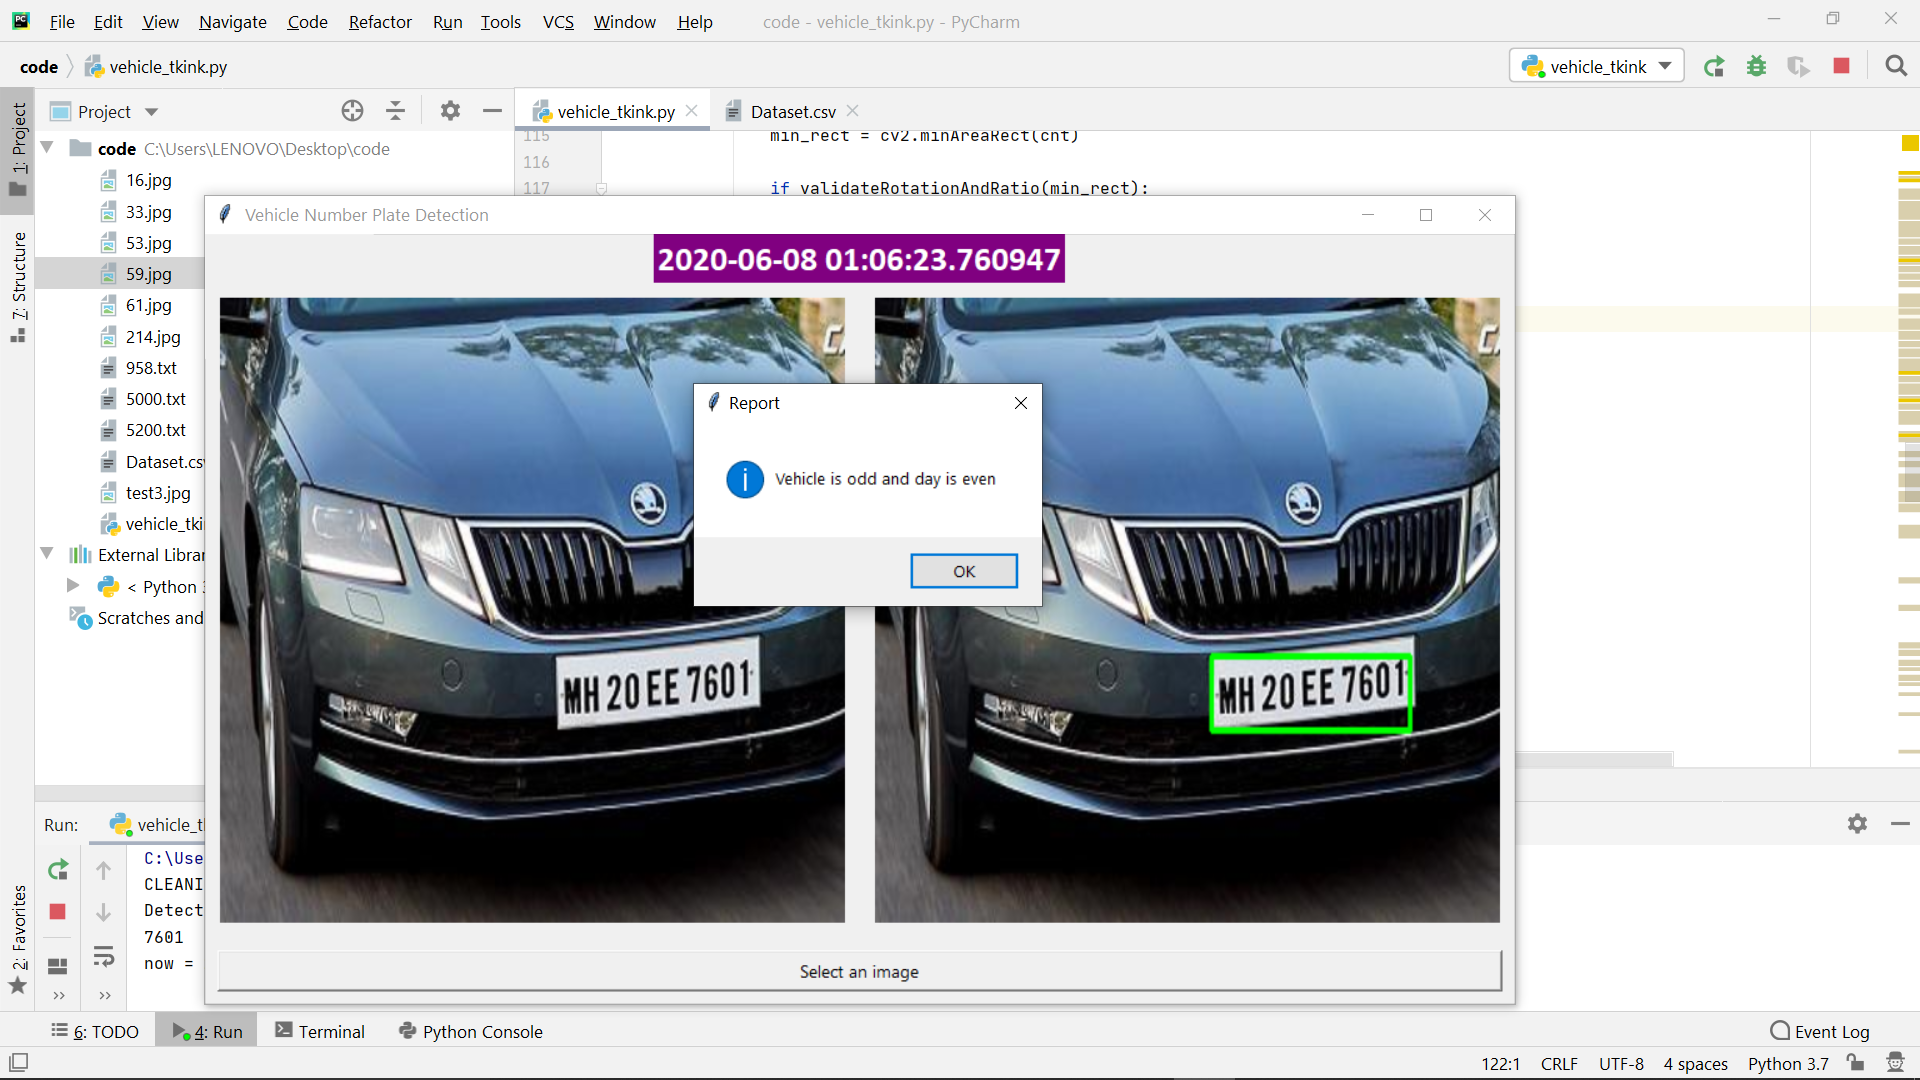 File Edit View Navigate Code Refactor Run Tools VCS Window Help code - vehicle_tkink.py - PyCharm
code vehicle_tkink.py vehicle_tkink
Project vehicle_tkink.py Dataset.csv
1: Project
7: Structure
2: Favorites
code C:\Users\LENOVO\Desktop\code
16.jpg
33.jpg
53.jpg
59.jpg
61.jpg
214.jpg
958.txt
5000.txt
5200.txt
Dataset.cs
test3.jpg
vehicle_tki
External Librar
< Python 3
Scratches and
115 min_rect = cv2.minAreaRect(cnt)
116
117 if validateRotationAndRatio(min_rect):
Vehicle Number Plate Detection
2020-06-08 01:06:23.760947
MH 20 EE 7601
MH 20 EE 7601
Report
Vehicle is odd and day is even
OK
Select an image
Run: vehicle_t
C:\Use
CLEANI
Detect
7601
now =
6: TODO 4: Run Terminal Python Console Event Log
122:1 CRLF UTF-8 4 spaces Python 3.7